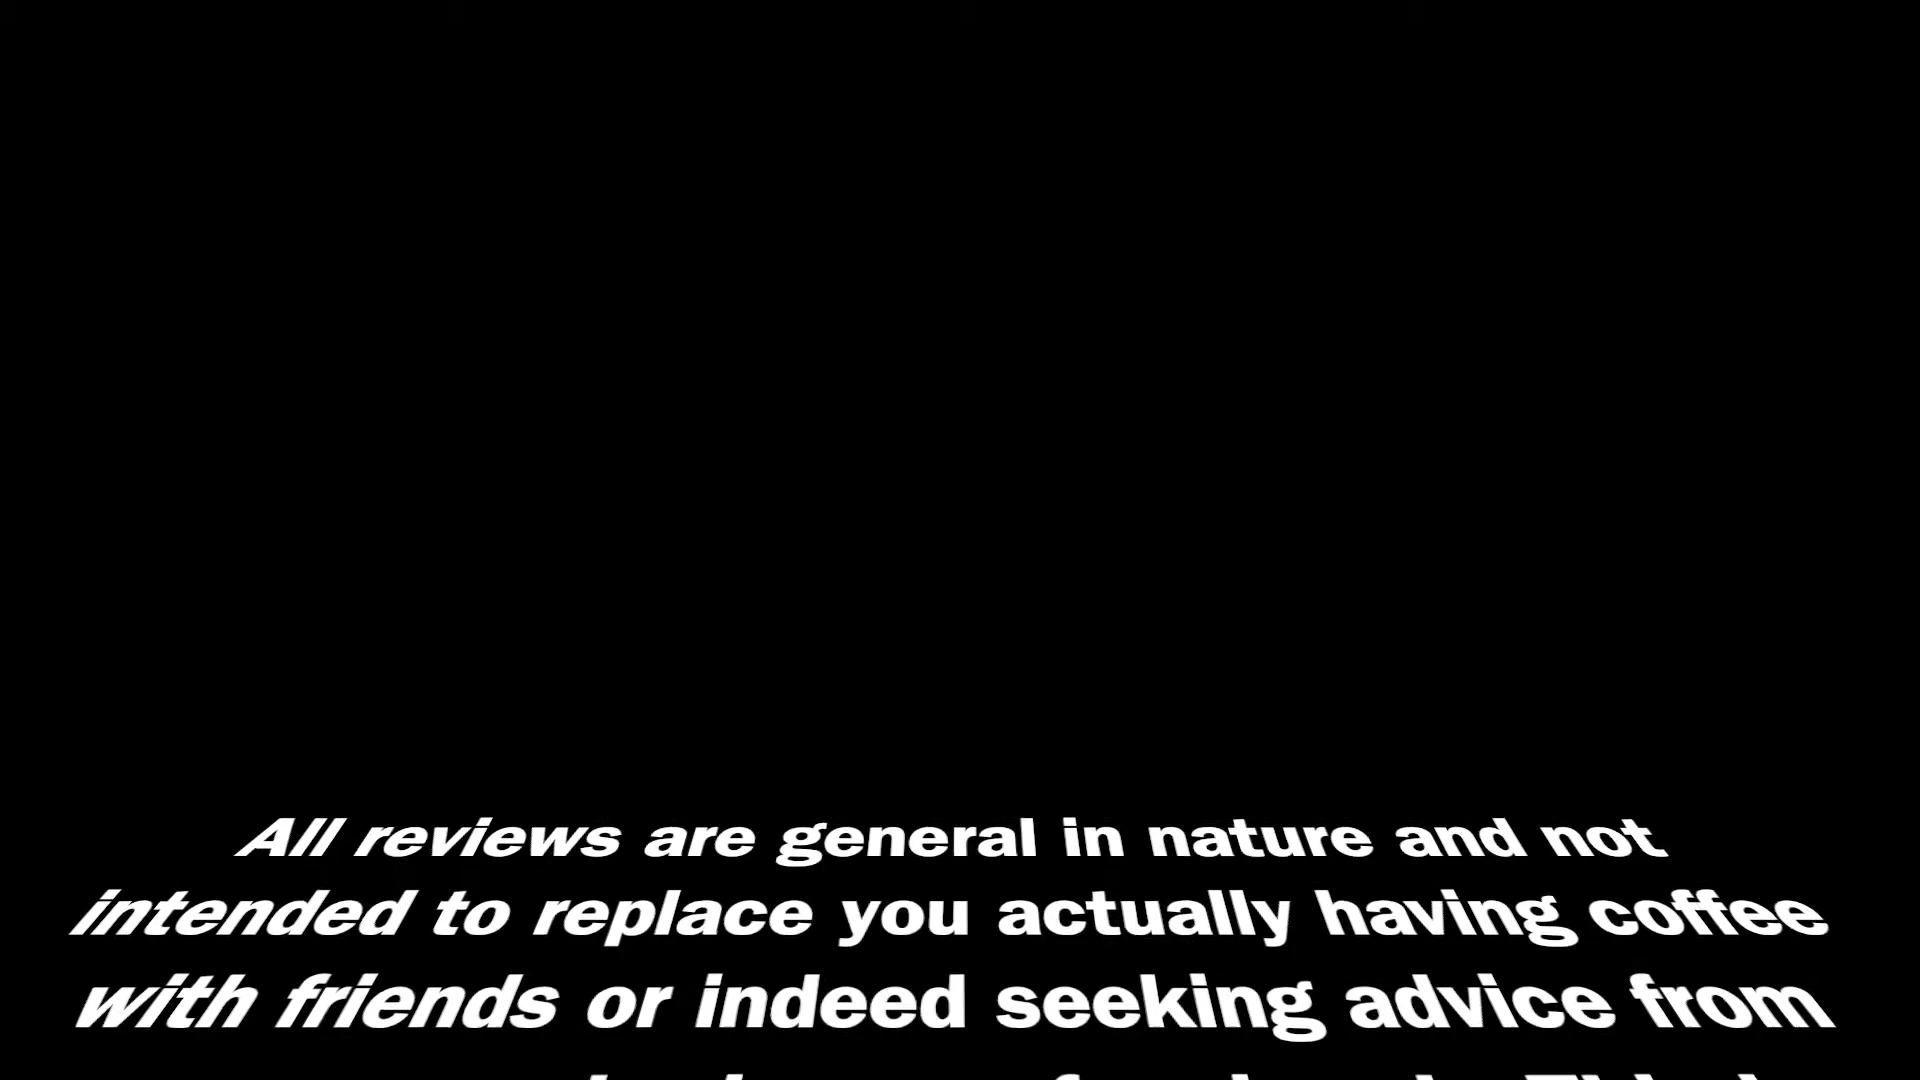 All reviews are general in nature and not
intended to replace you actually having coffee
with friends or indeed seeking advice from